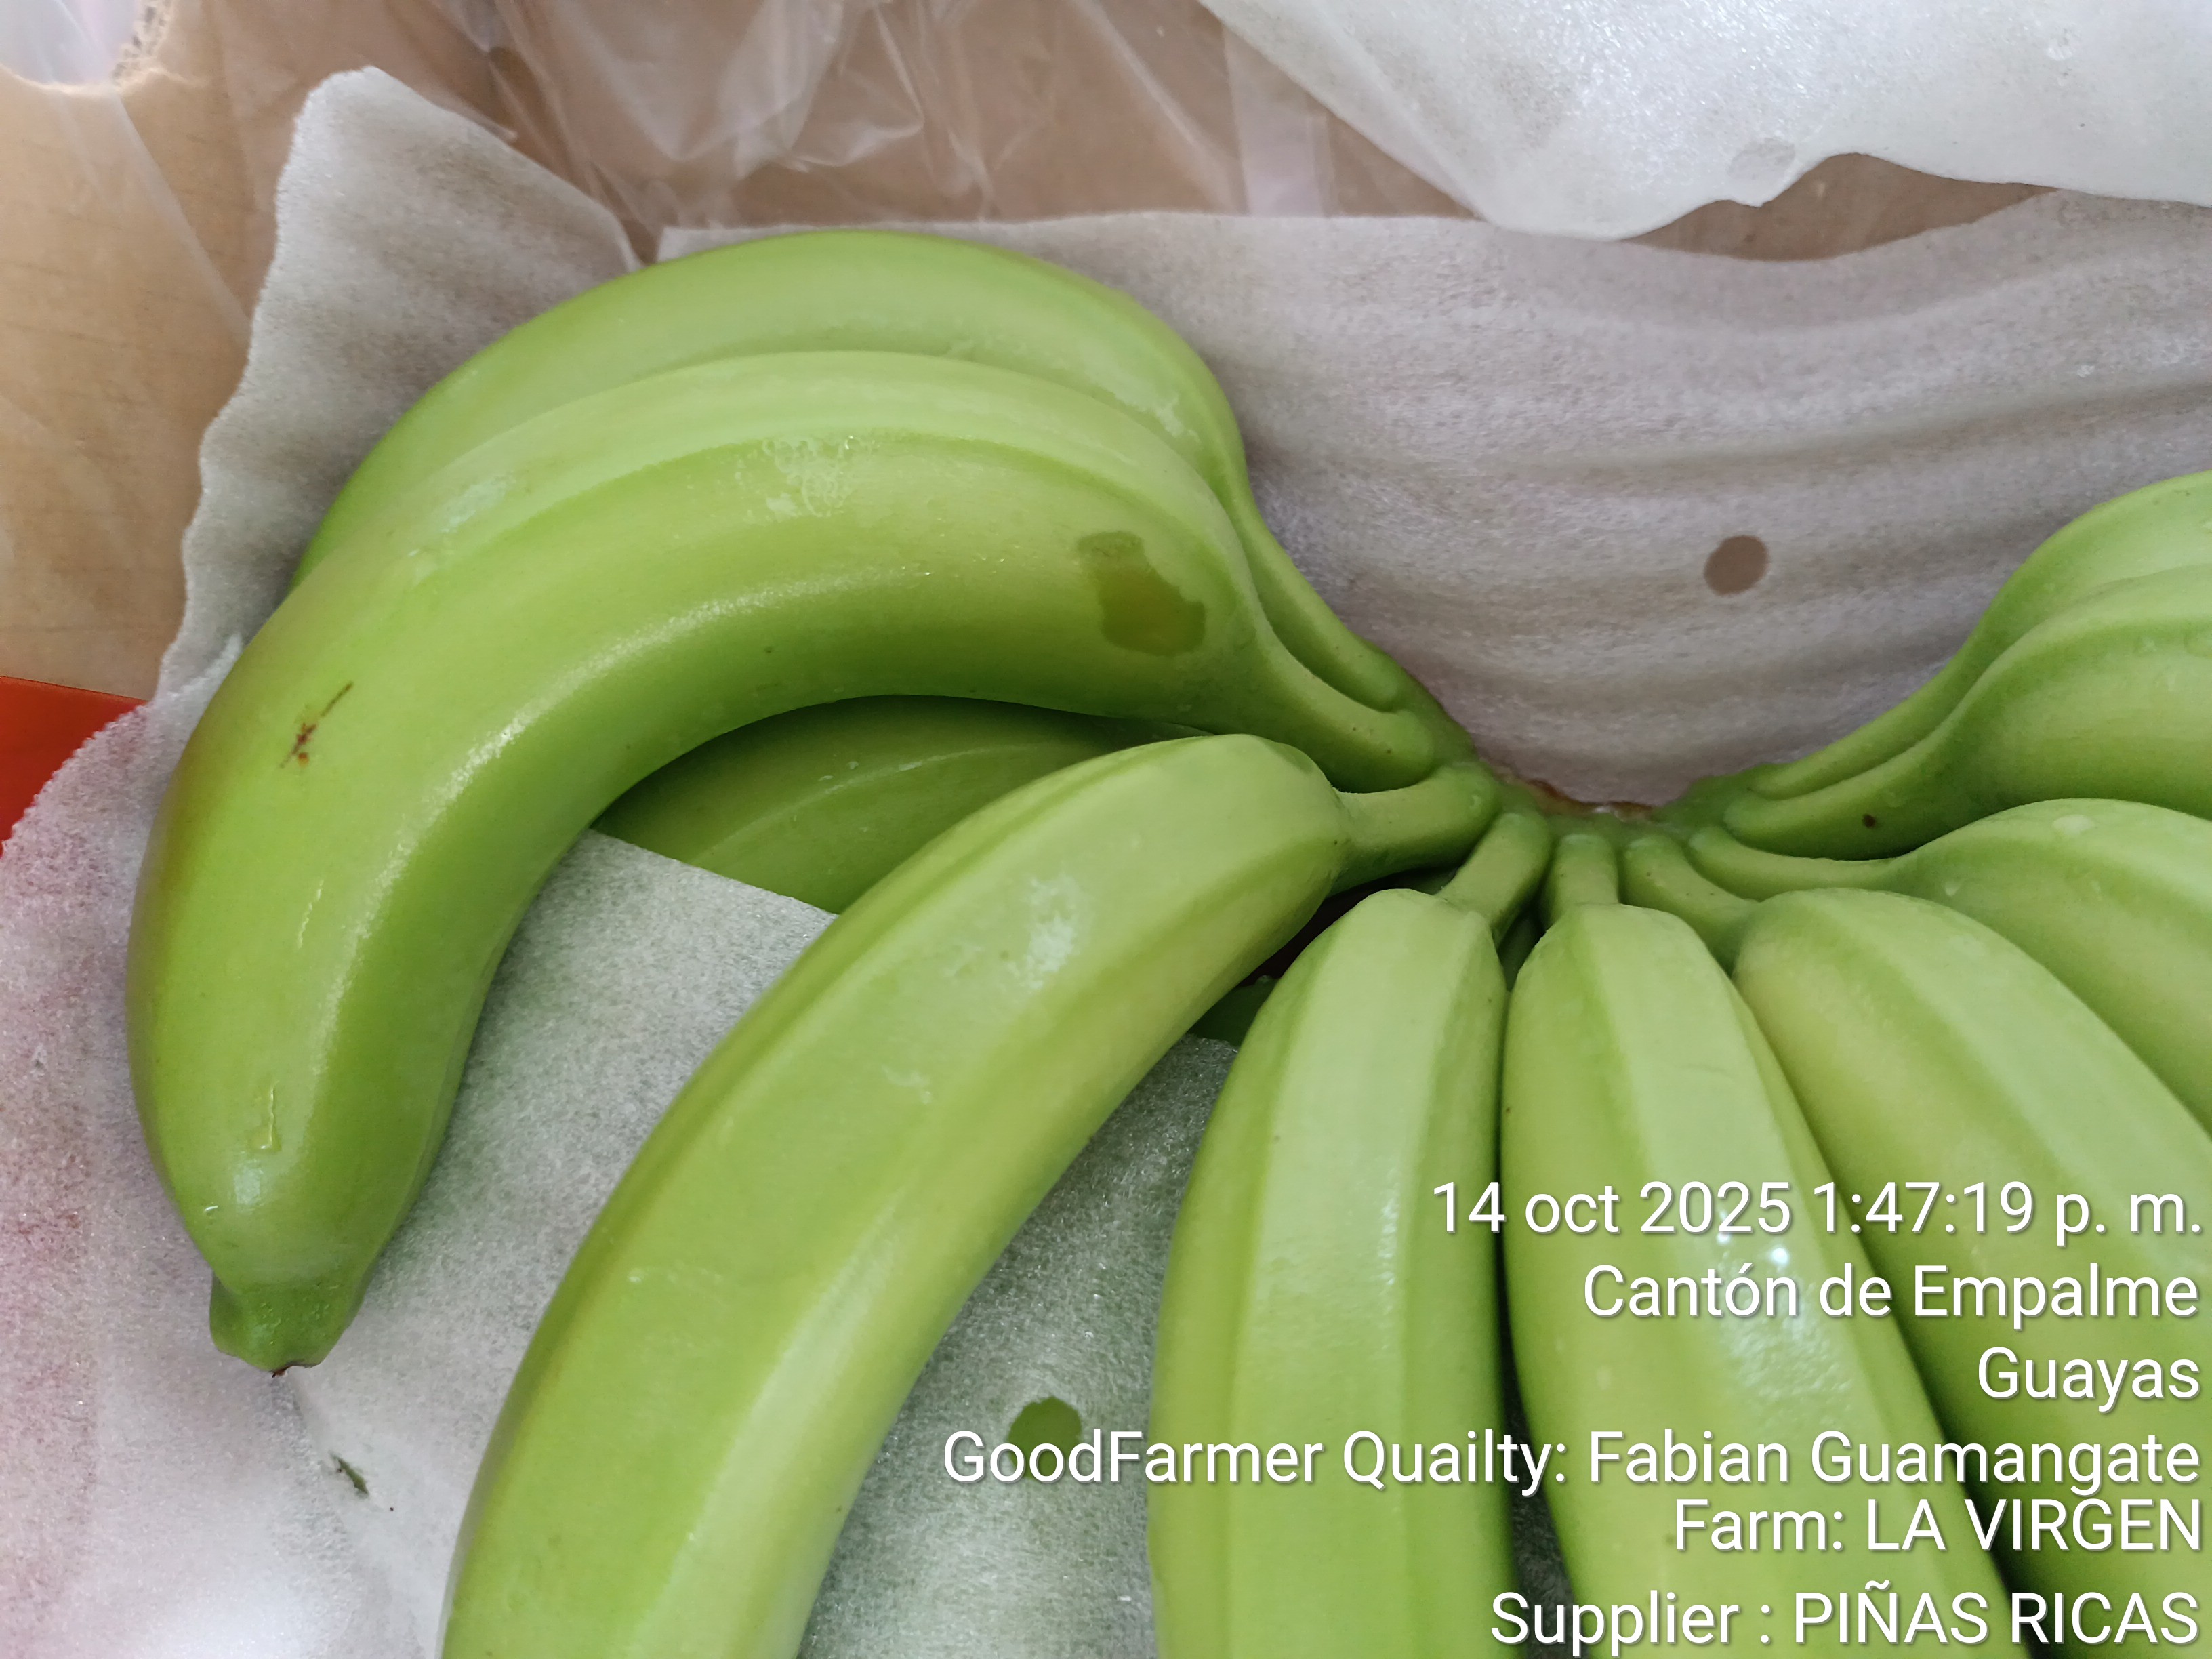 14 oct 2025 1:47:19 p. m.
Cantón de Empalme
Guayas
GoodFarmer Quailty: Fabian Guamangate
Farm: LA VIRGEN
Supplier : PIÑAS RICAS